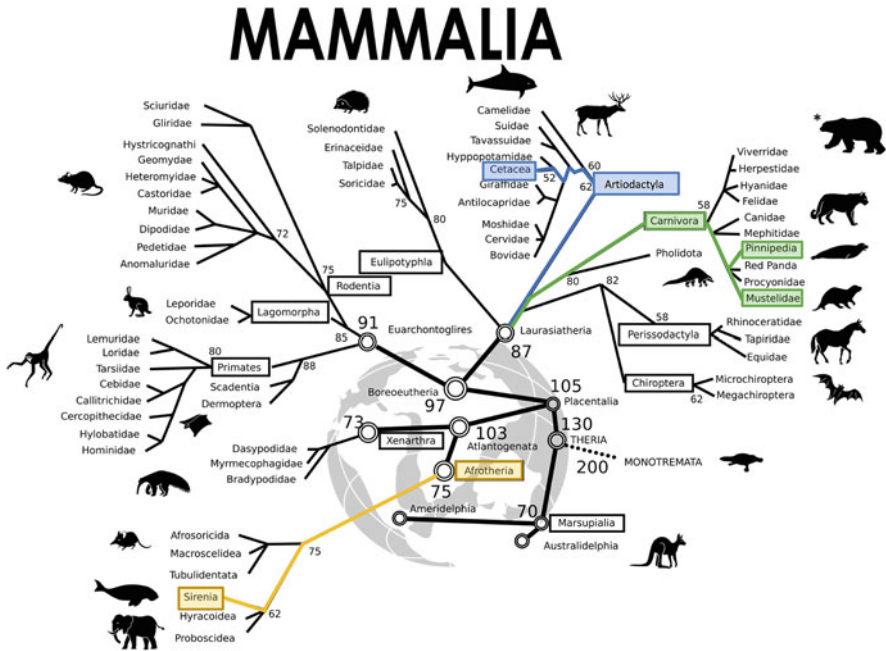 MAMMALIA
Sciuridae
Gliridae
Hystricognathi
Geomydae
Heteromyidae
Castoridae
Muridae
Dipodidae
Pedetidae
Anomaluridae
72
75
Rodentia
Leporidae
Ochotonidae
Lagomorpha
91
Euarchontoglires
85
Lemuridae
Loridae
Tarsiidae
Cebidae
Callitrichidae
Cercopithecidae
Hylobatidae
Hominidae
80
Primates
Scadentia
Dermoptera
88
Solenodontidae
Erinaceidae
Talpidae
Soricidae
75
80
Eulipotyphla
Camelidae
Suidae
Tavassuidae
Hyppopotamidae
Cetacea
Giraffidae
Antilocapridae
Moshidae
Cervidae
Bovidae
52
60
62
Artiodactyla
*
Viverridae
Herpestidae
Hyanidae
Felidae
Canidae
Mephitidae
Pinnipedia
Red Panda
Procyonidae
Mustelidae
58
Carnivora
Pholidota
80
82
Laurasiatheria
87
58
Perissodactyla
Rhinoceratidae
Tapiridae
Equidae
Chiroptera
62
Microchiroptera
Megachiroptera
Boreoeutheria
97
105
Placentalia
130
THERIA
200
MONOTREMATA
73
Xenarthra
103
Atlantogenata
Dasypodidae
Myrmecophagidae
Bradypodidae
75
Afrotheria
Ameridelphia
70
Marsupialia
Australidelphia
Afrosoricida
Macroscelidea
Tubulidentata
75
Sirenia
Hyracoidea
Proboscidea
62